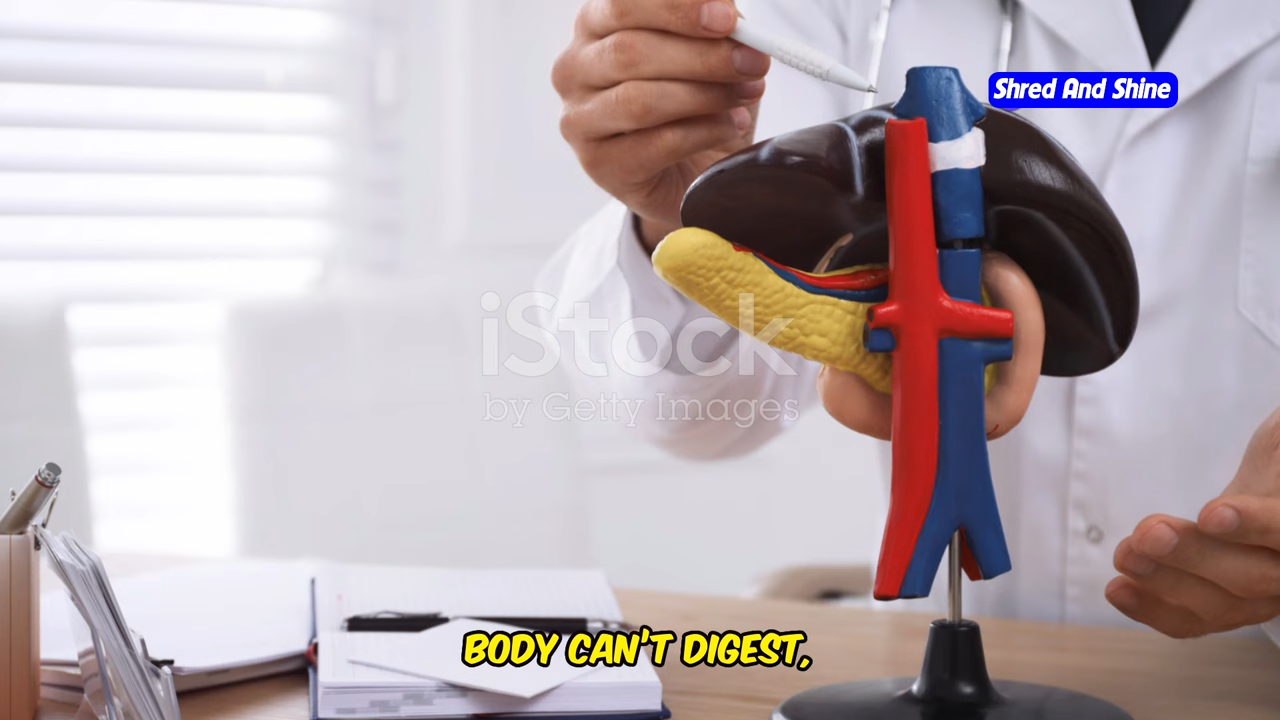 Shred And Shine
iStock
by Getty Images
BODY CAN'T DIGEST,